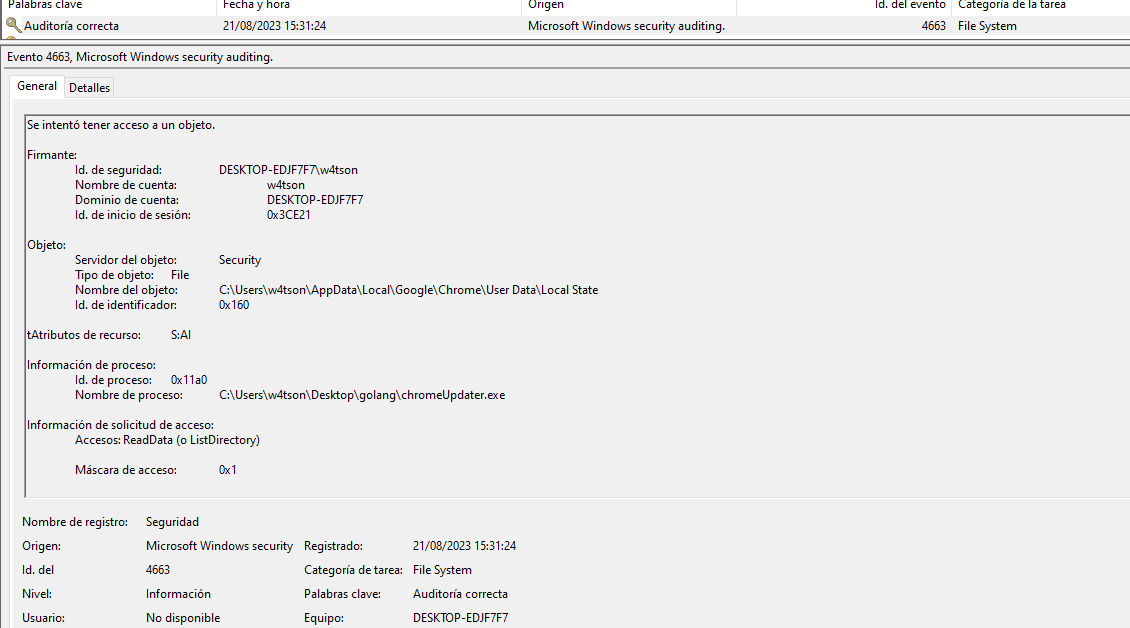 Palabras clave Fecha y hora Origen Id. del evento Categoría de la tarea
Auditoría correcta 21/08/2023 15:31:24 Microsoft Windows security auditing. 4663 File System
Evento 4663, Microsoft Windows security auditing.
General Detalles
Se intentó tener acceso a un objeto.
Firmante:
Id. de seguridad: DESKTOP-EDJF7F7\w4tson
Nombre de cuenta: w4tson
Dominio de cuenta: DESKTOP-EDJF7F7
Id. de inicio de sesión: 0x3CE21
Objeto:
Servidor del objeto: Security
Tipo de objeto: File
Nombre del objeto: C:\Users\w4tson\AppData\Local\Google\Chrome\User Data\Local State
Id. de identificador: 0x160
tAtributos de recurso: S:AI
Información de proceso:
Id. de proceso: 0x11a0
Nombre de proceso: C:\Users\w4tson\Desktop\golang\chromeUpdater.exe
Información de solicitud de acceso:
Accesos: ReadData (o ListDirectory)
Máscara de acceso: 0x1
Nombre de registro: Seguridad
Origen: Microsoft Windows security Registrado: 21/08/2023 15:31:24
Id. del 4663 Categoría de tarea: File System
Nivel: Información Palabras clave: Auditoría correcta
Usuario: No disponible Equipo: DESKTOP-EDJF7F7